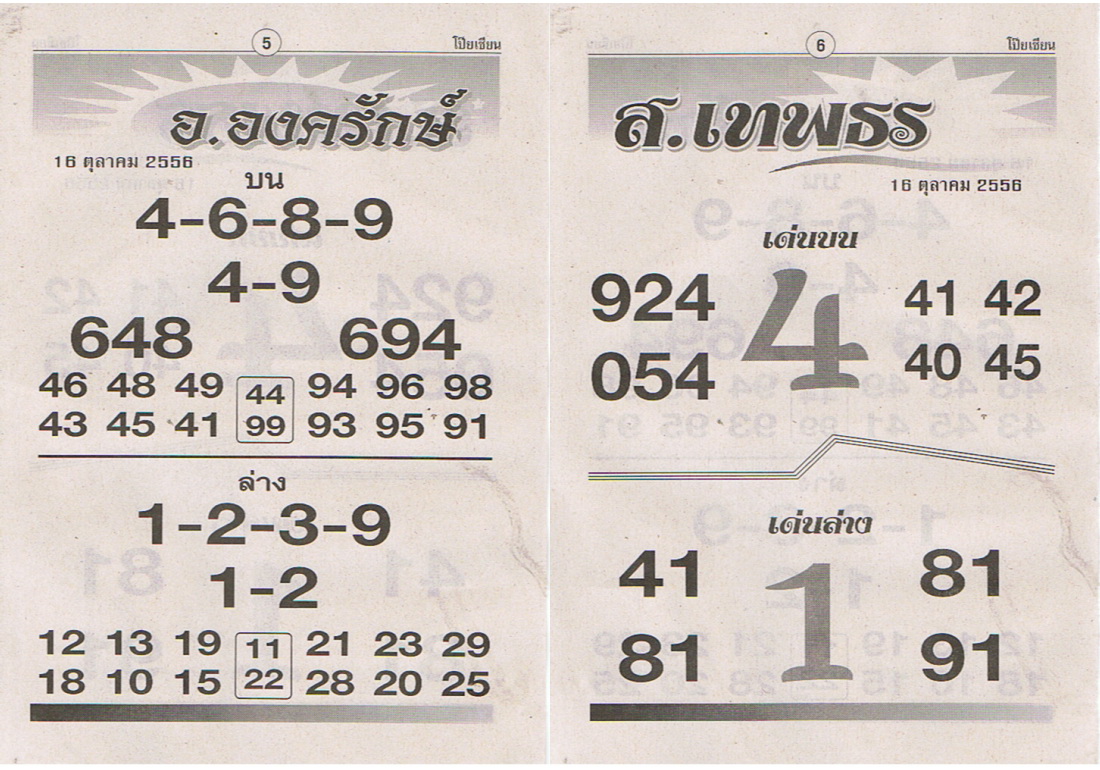 5 โป๊ยเซียน
อ.องครักษ์
16 ตุลาคม 2556
บน
4-6-8-9
4-9
648 694
46 48 49 44 94 96 98
43 45 41 99 93 95 91
ล่าง
1-2-3-9
1-2
12 13 19 11 21 23 29
18 10 15 22 28 20 25
6 โป๊ยเซียน
ส.เทพธร
16 ตุลาคม 2556
เด่นบน
924 4 41 42
054 40 45
เด่นล่าง
41 1 81
81 91